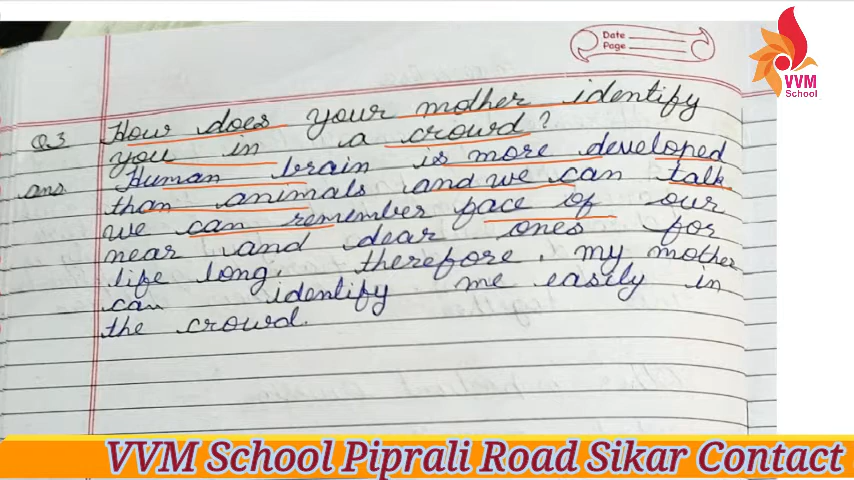 Date
Page
VVM
School
Q.3 How does your mother identify
you in a crowd?
ans Human brain is more developed
than animals and we can talk
we can remember face of our
near and dear ones for
life long. therefore, my mother
can identify me easily in
the crowd.
VVM School Piprali Road Sikar Contact